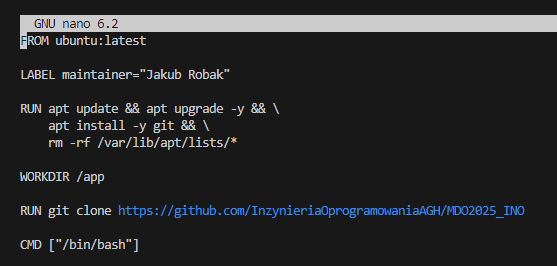 GNU nano 6.2
FROM ubuntu:latest
LABEL maintainer="Jakub Robak"
RUN apt update && apt upgrade -y && \
    apt install -y git && \
    rm -rf /var/lib/apt/lists/*
WORKDIR /app
RUN git clone https://github.com/InzynieriaOprogramowaniaAGH/MDO2025_INO
CMD ["/bin/bash"]